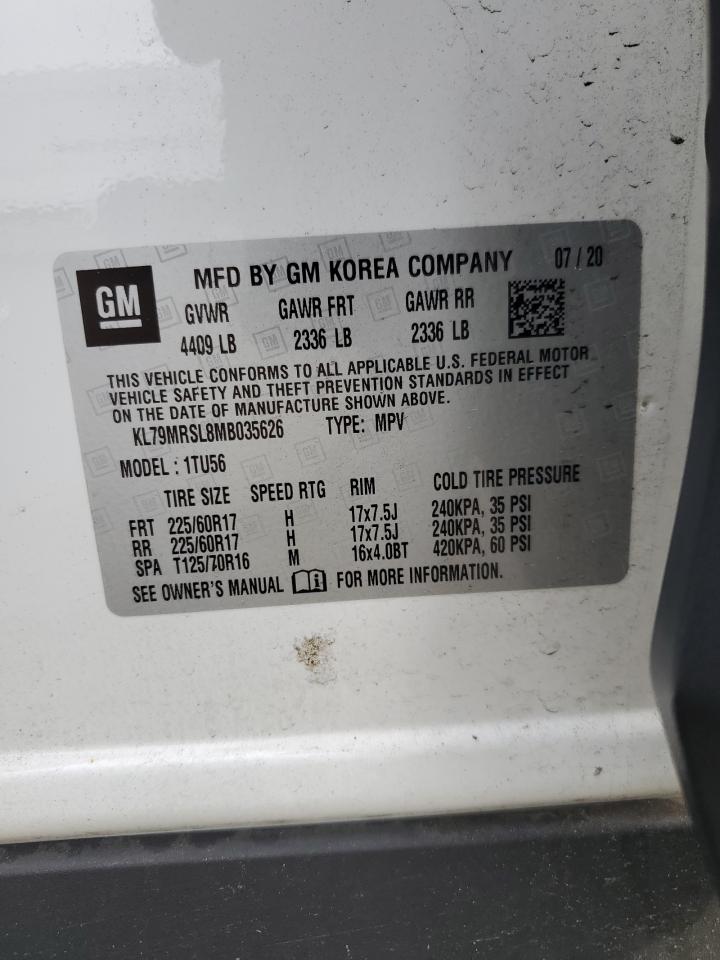 GM
MFD BY GM KOREA COMPANY 07 / 20
GVWR GAWR FRT GAWR RR
4409 LB 2336 LB 2336 LB
THIS VEHICLE CONFORMS TO ALL APPLICABLE U.S. FEDERAL MOTOR
VEHICLE SAFETY AND THEFT PREVENTION STANDARDS IN EFFECT
ON THE DATE OF MANUFACTURE SHOWN ABOVE.
KL79MRSL8MB035626 TYPE: MPV
MODEL : 1TU56
TIRE SIZE SPEED RTG RIM COLD TIRE PRESSURE
FRT 225/60R17 H 17x7.5J 240KPA, 35 PSI
RR 225/60R17 H 17x7.5J 240KPA, 35 PSI
SPA T125/70R16 M 16x4.0BT 420KPA, 60 PSI
SEE OWNER'S MANUAL FOR MORE INFORMATION.